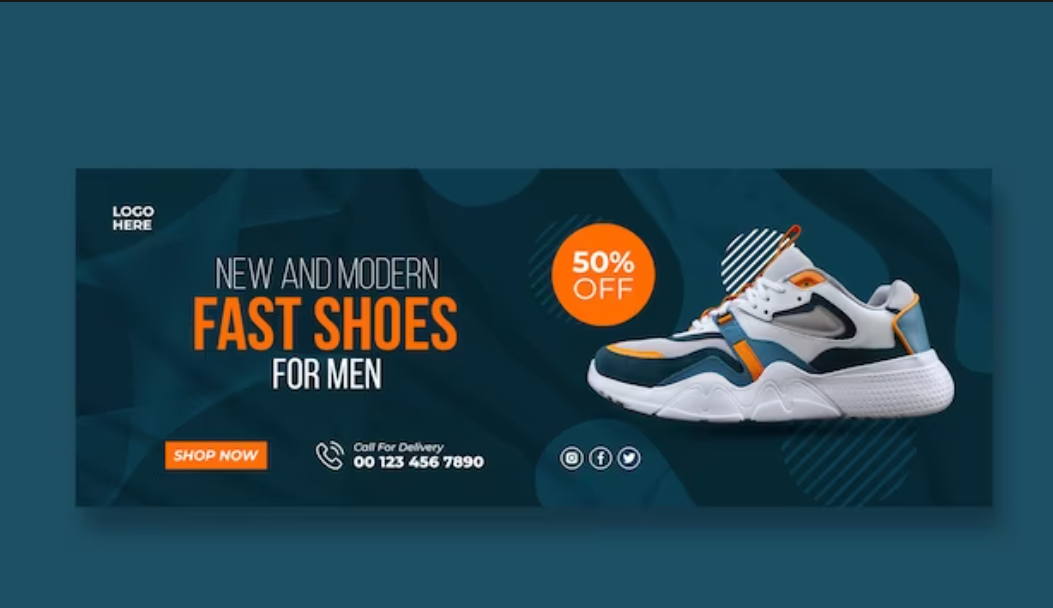 LOGO
HERE
NEW AND MODERN
FAST SHOES
FOR MEN
50%
OFF
SHOP NOW
Call For Delivery
00 123 456 7890